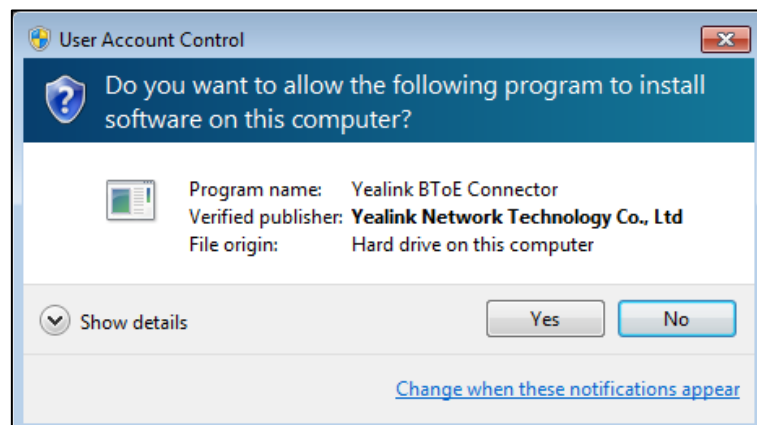 User Account Control
Do you want to allow the following program to install
software on this computer?
Program name: Yealink BToE Connector
Verified publisher: Yealink Network Technology Co., Ltd
File origin: Hard drive on this computer
Show details
Yes
No
Change when these notifications appear